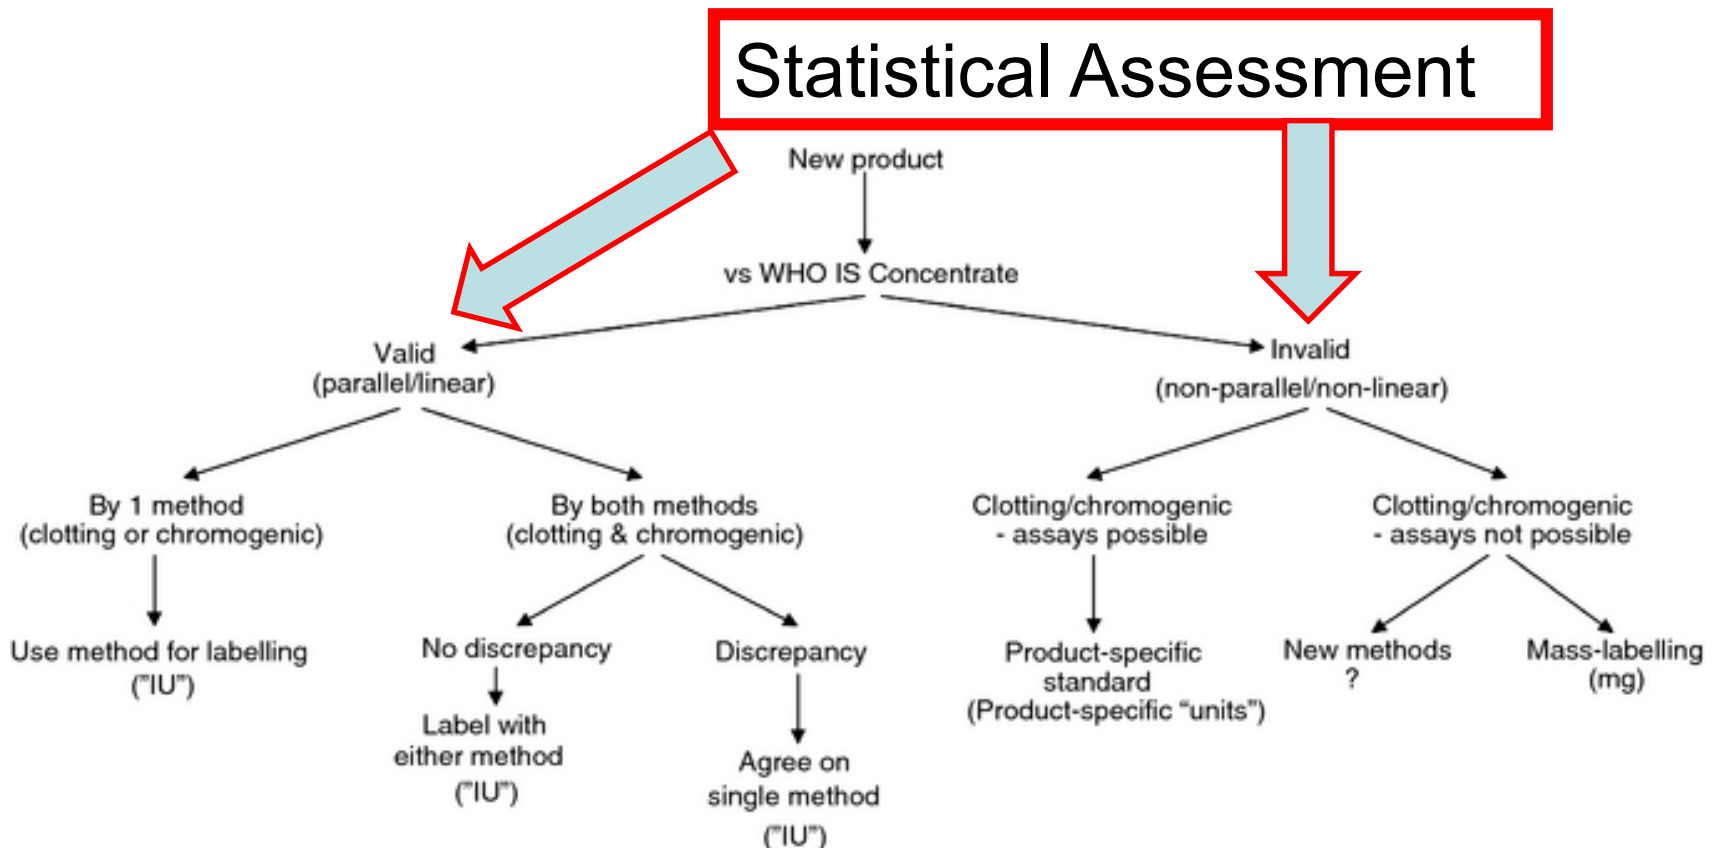 Statistical Assessment
New product
vs WHO IS Concentrate
Valid
(parallel/linear)
Invalid
(non-parallel/non-linear)
By 1 method
(clotting or chromogenic)
By both methods
(clotting & chromogenic)
Clotting/chromogenic
- assays possible
Clotting/chromogenic
- assays not possible
Use method for labelling
("IU")
No discrepancy
Label with
either method
("IU")
Discrepancy
Agree on
single method
("IU")
Product-specific
standard
(Product-specific “units”)
New methods
?
Mass-labelling
(mg)